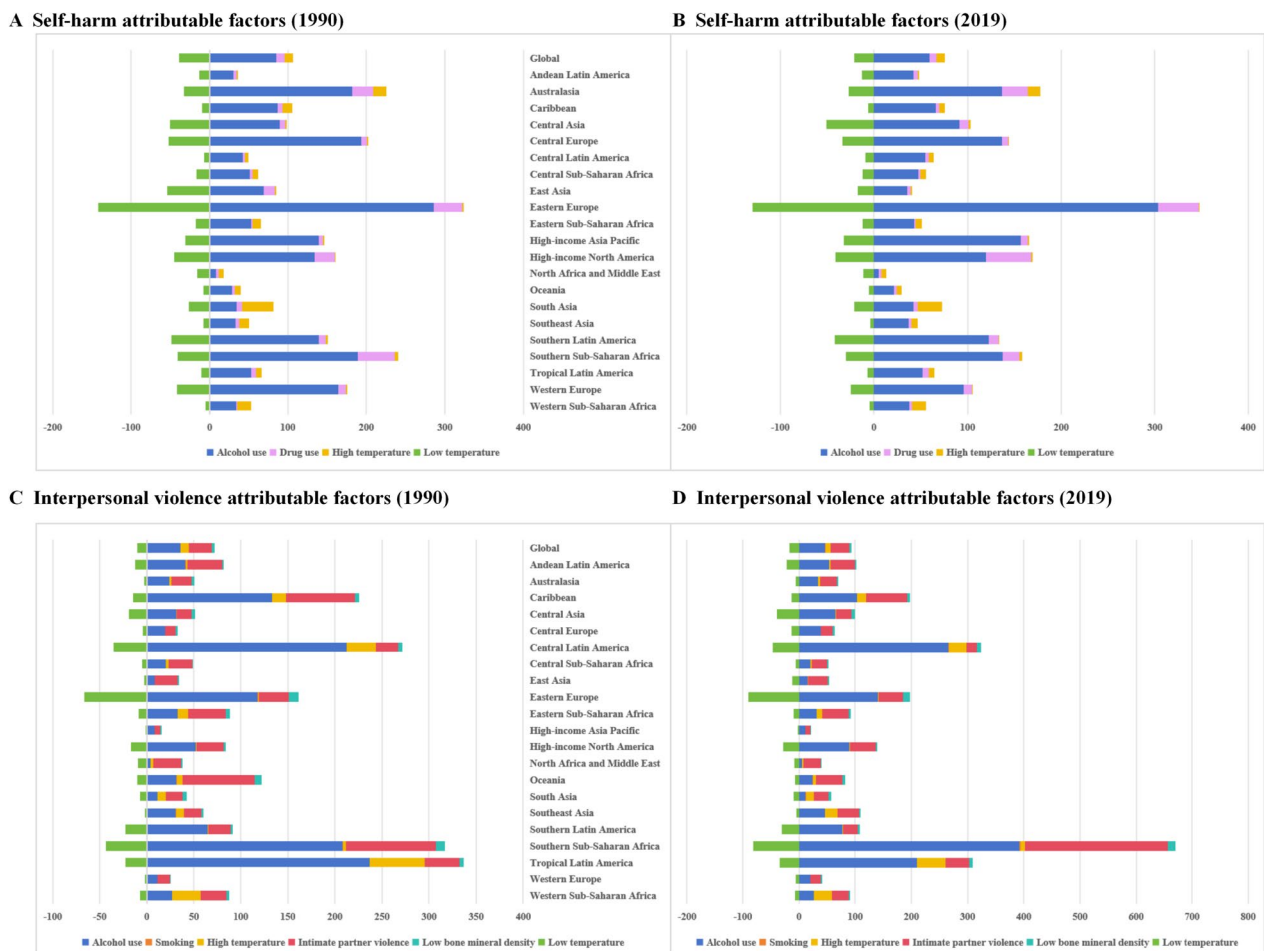 A Self-harm attributable factors (1990)
B Self-harm attributable factors (2019)
Global
Andean Latin America
Australasia
Caribbean
Central Asia
Central Europe
Central Latin America
Central Sub-Saharan Africa
East Asia
Eastern Europe
Eastern Sub-Saharan Africa
High-income Asia Pacific
High-income North America
North Africa and Middle East
Oceania
South Asia
Southeast Asia
Southern Latin America
Southern Sub-Saharan Africa
Tropical Latin America
Western Europe
Western Sub-Saharan Africa
-200 -100 0 100 200 300 400
-200 -100 0 100 200 300 400
Alcohol use Drug use High temperature Low temperature
Alcohol use Drug use High temperature Low temperature
C Interpersonal violence attributable factors (1990)
D Interpersonal violence attributable factors (2019)
Global
Andean Latin America
Australasia
Caribbean
Central Asia
Central Europe
Central Latin America
Central Sub-Saharan Africa
East Asia
Eastern Europe
Eastern Sub-Saharan Africa
High-income Asia Pacific
High-income North America
North Africa and Middle East
Oceania
South Asia
Southeast Asia
Southern Latin America
Southern Sub-Saharan Africa
Tropical Latin America
Western Europe
Western Sub-Saharan Africa
-100 -50 0 50 100 150 200 250 300 350 400
-200 -100 0 100 200 300 400 500 600 700 800
Alcohol use Smoking High temperature Intimate partner violence Low bone mineral density Low temperature
Alcohol use Smoking High temperature Intimate partner violence Low bone mineral density Low temperature